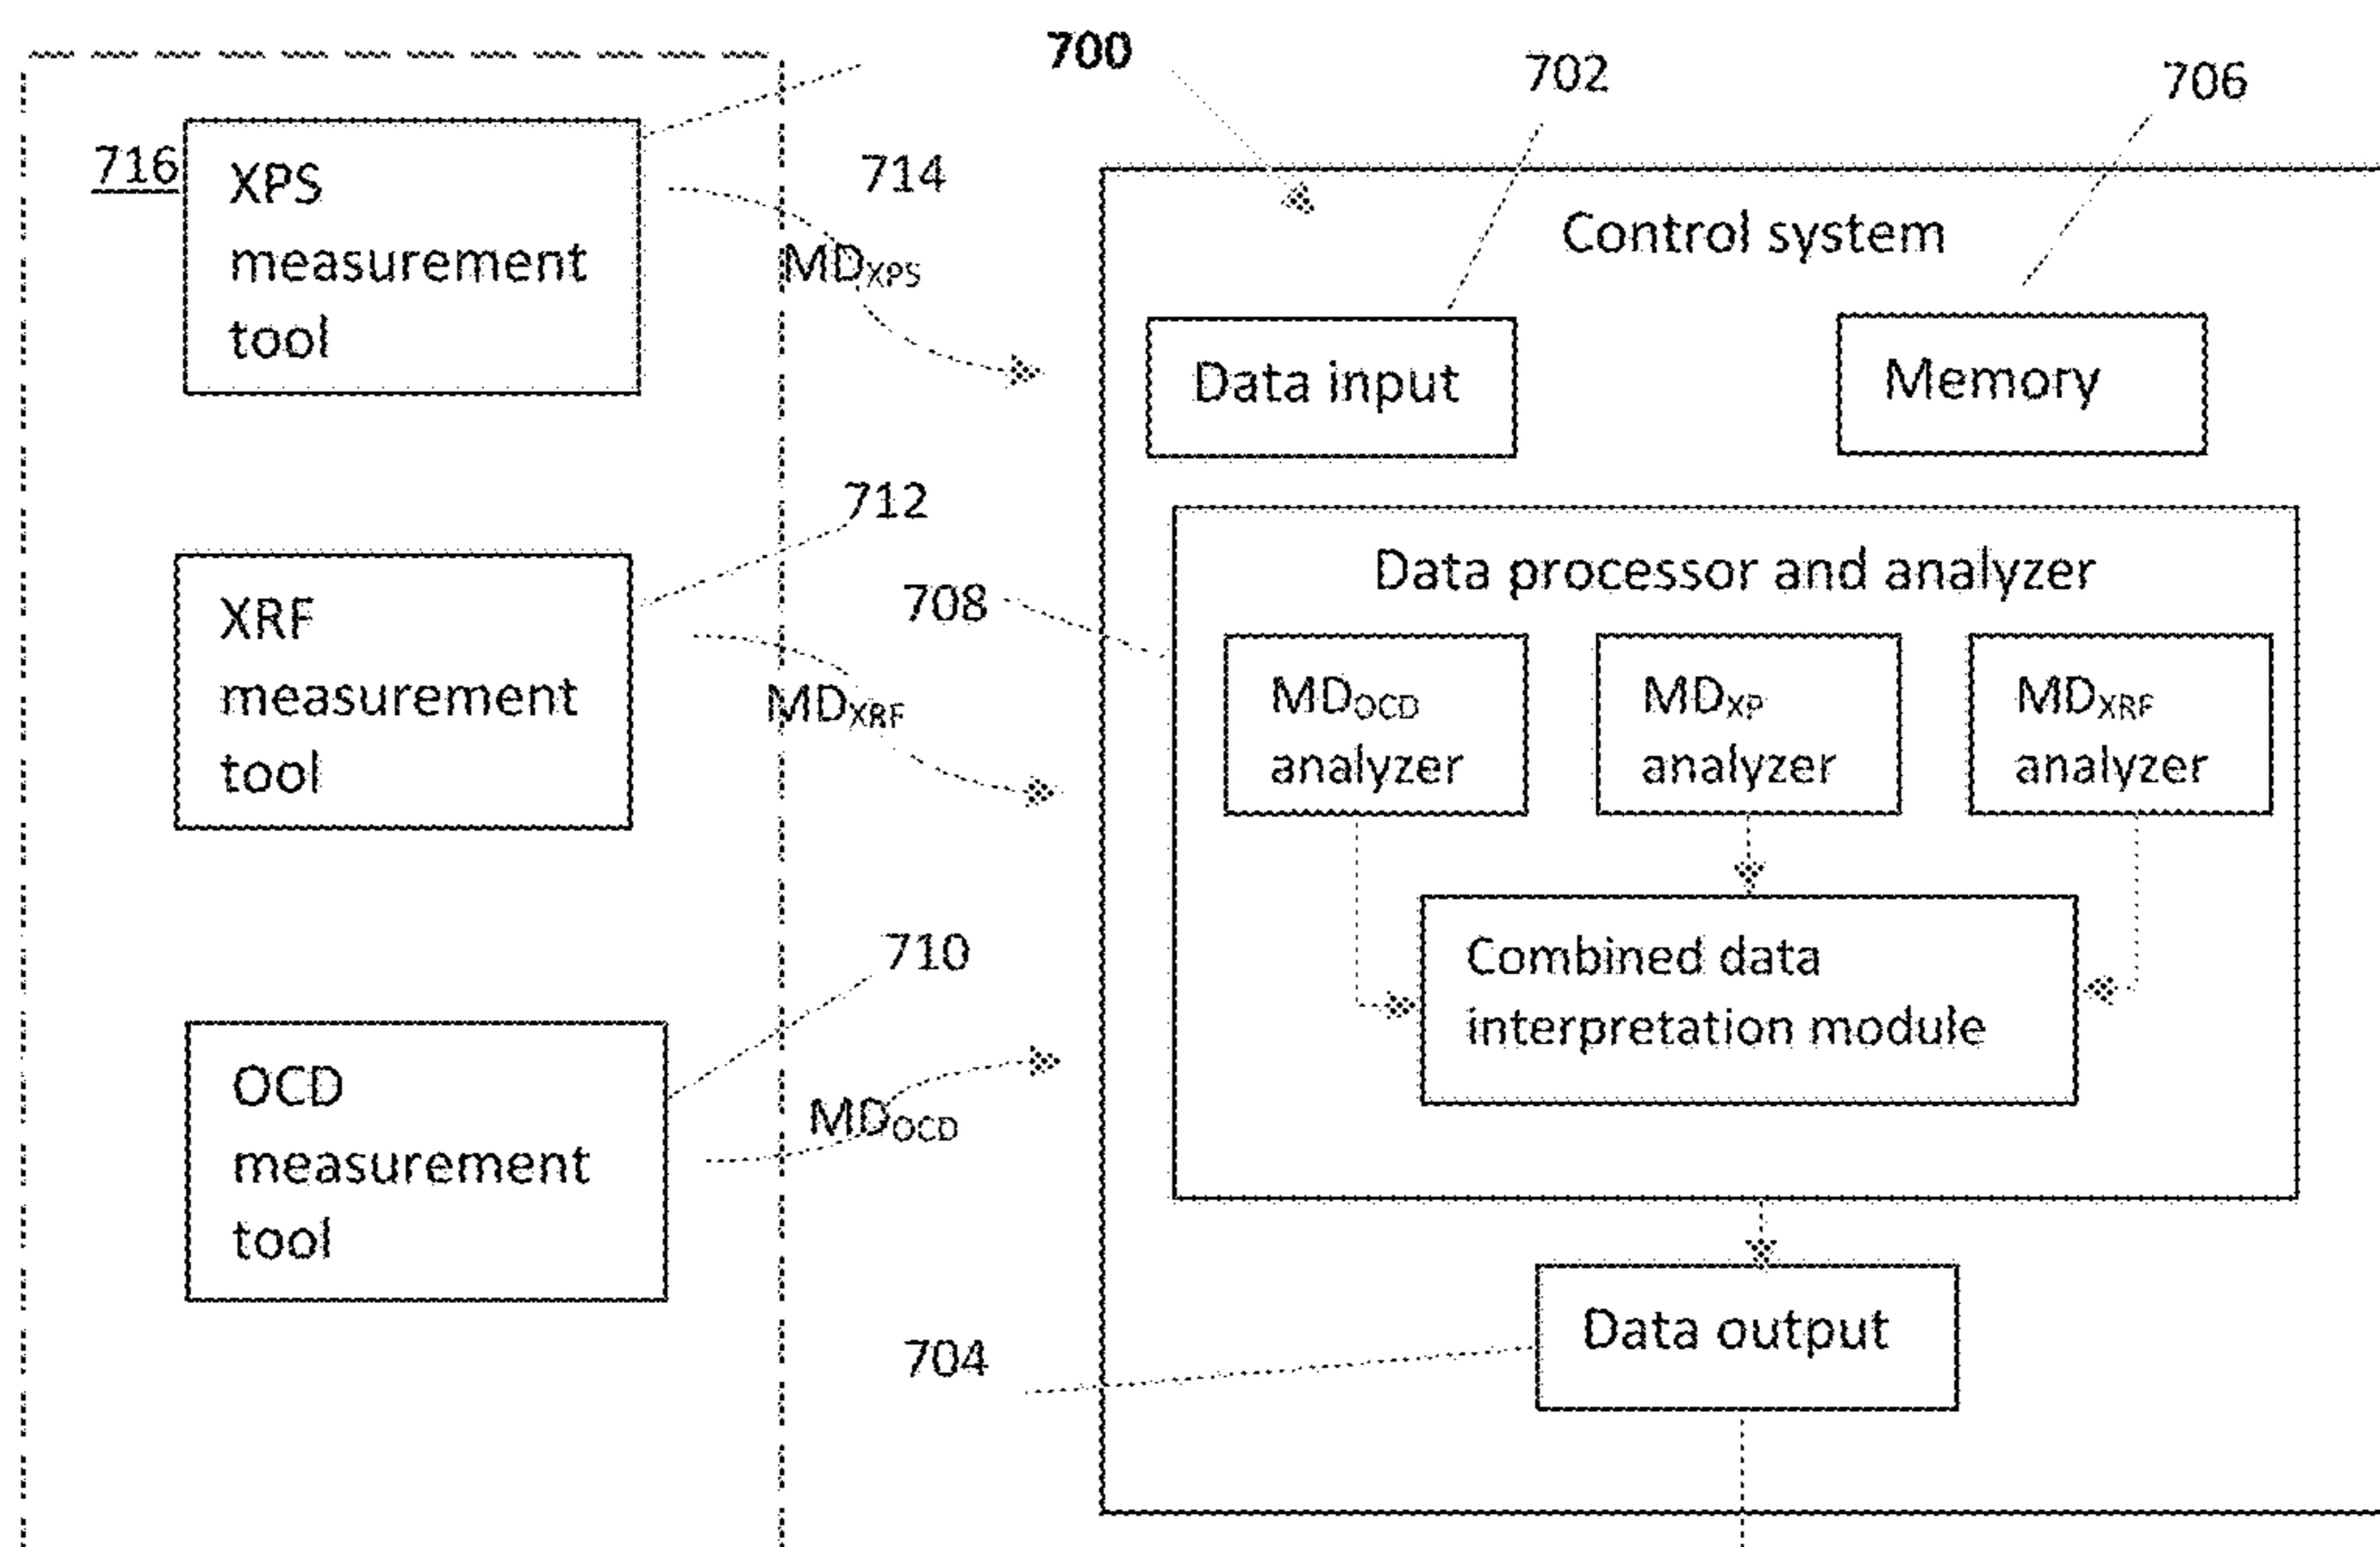 700
702
706
716
XPS
measurement
tool
714
MDXPS
Control system
Data input
Memory
712
XRF
measurement
tool
MDXRF
708
Data processor and analyzer
MDOCD
analyzer
MDXP
analyzer
MDXRF
analyzer
Combined data
interpretation module
710
OCD
measurement
tool
MDOCD
704
Data output